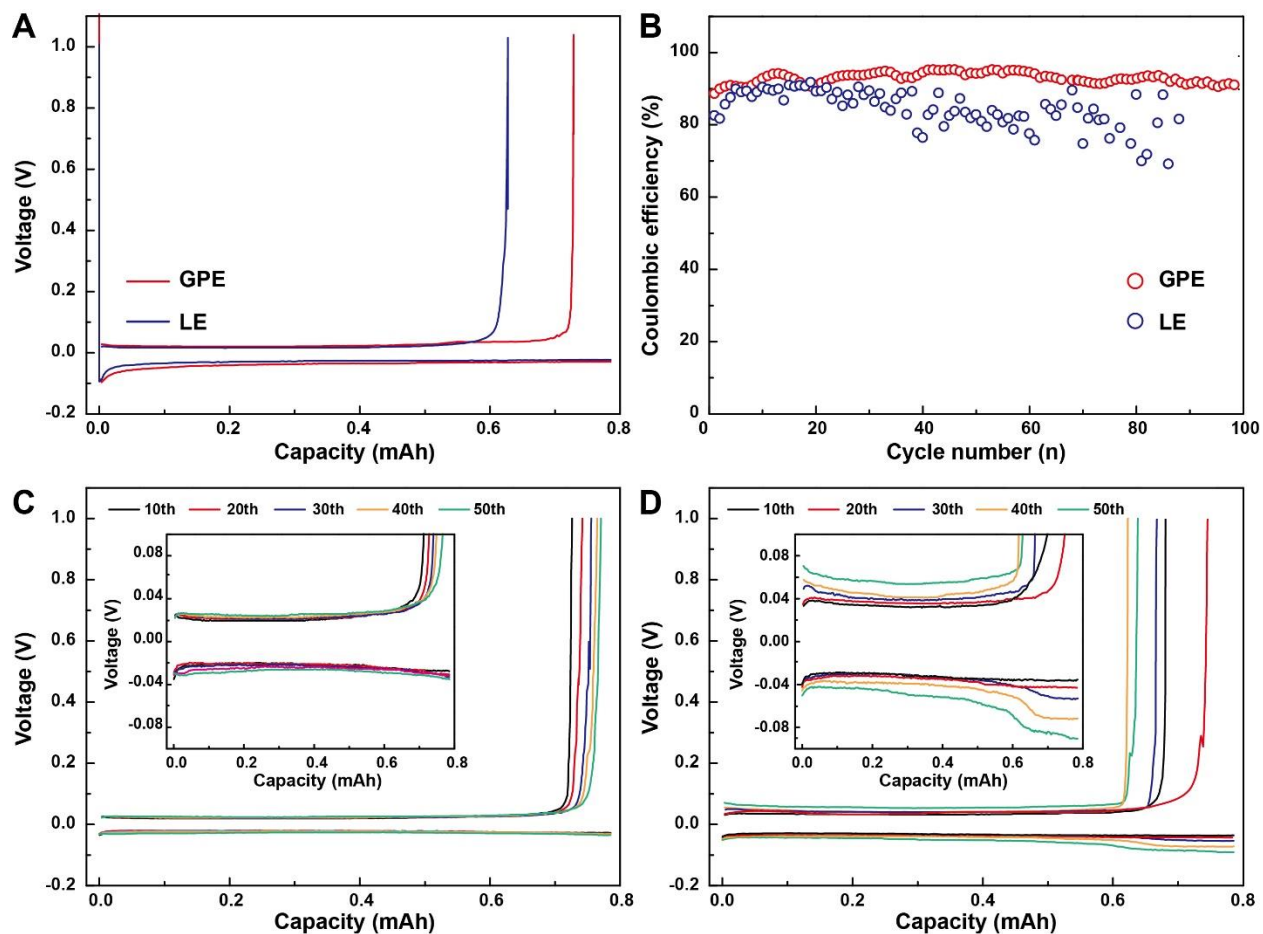 A
1.0
0.8
0.6
0.4
0.2
0.0
-0.2
Voltage (V)
GPE
LE
0.0 0.2 0.4 0.6 0.8
Capacity (mAh)
B
100
80
60
40
20
0
Coulombic efficiency (%)
GPE
LE
0 20 40 60 80 100
Cycle number (n)
C
10th 20th 30th 40th 50th
1.0
0.8
0.6
0.4
0.2
0.0
-0.2
Voltage (V)
0.08
0.04
0.00
-0.04
-0.08
Voltage (V)
0.0 0.2 0.4 0.6 0.8
Capacity (mAh)
0.0 0.2 0.4 0.6 0.8
Capacity (mAh)
D
10th 20th 30th 40th 50th
1.0
0.8
0.6
0.4
0.2
0.0
-0.2
Voltage (V)
0.08
0.04
0.00
-0.04
-0.08
Voltage (V)
0.0 0.2 0.4 0.6 0.8
Capacity (mAh)
0.0 0.2 0.4 0.6 0.8
Capacity (mAh)